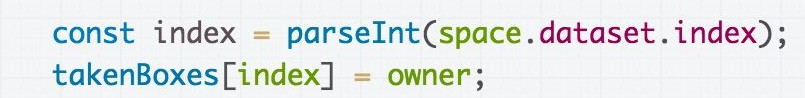 const index = parseInt(space.dataset.index);
takenBoxes[index] = owner;